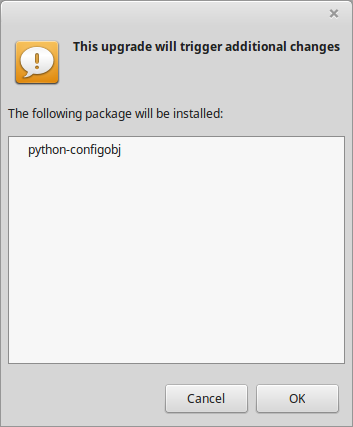 This upgrade will trigger additional changes
The following package will be installed:
python-configobj
Cancel OK